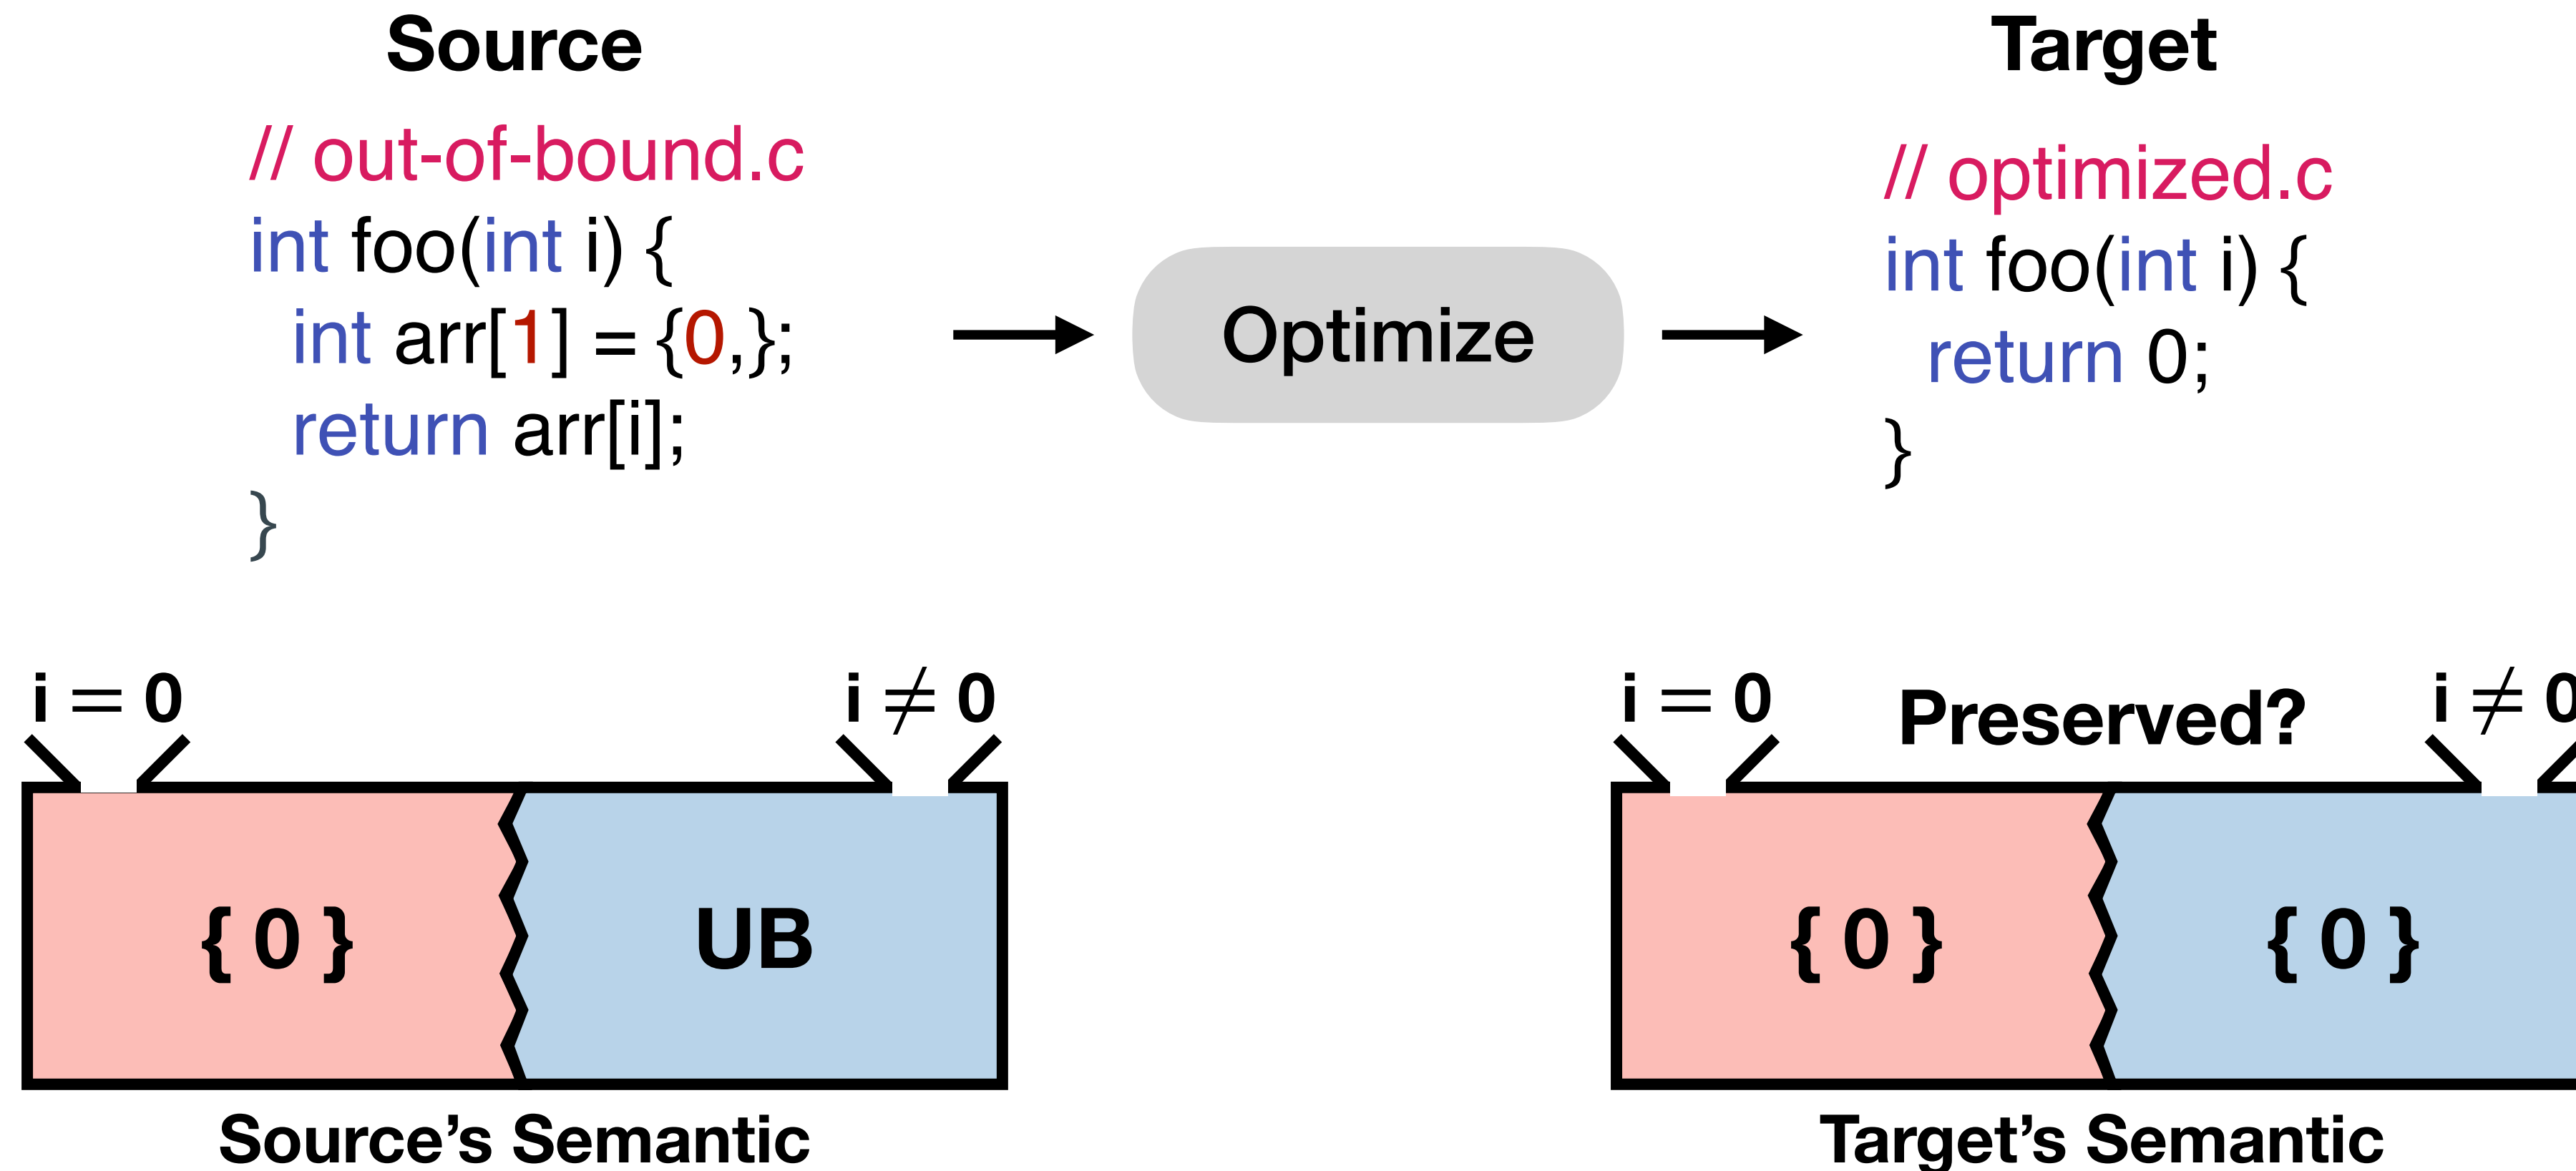 Source
// out-of-bound.c
int foo(int i) {
int arr[1] = {0,};
return arr[i];
}
Optimize
Target
// optimized.c
int foo(int i) {
return 0;
}
i = 0
i ≠ 0
{ 0 }
UB
Source's Semantic
i = 0
Preserved?
i ≠ 0
{ 0 }
{ 0 }
Target's Semantic